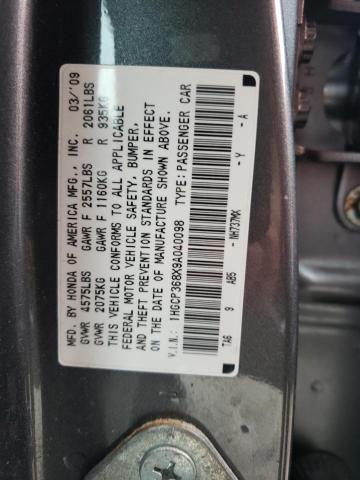 MFD. BY HONDA OF AMERICA MFG., INC. 03/'09
GVWR 4575LBS GAWR F 2557LBS R 2061LBS
GVWR 2075KG GAWR F 1160KG R 935KG
THIS VEHICLE CONFORMS TO ALL APPLICABLE
FEDERAL MOTOR VEHICLE SAFETY, BUMPER,
AND THEFT PREVENTION STANDARDS IN EFFECT
ON THE DATE OF MANUFACTURE SHOWN ABOVE.
V.I.N.: 1HGCP368X9A040098 TYPE: PASSENGER CAR
TA6 9 AB5 - NH737MX - Y - A